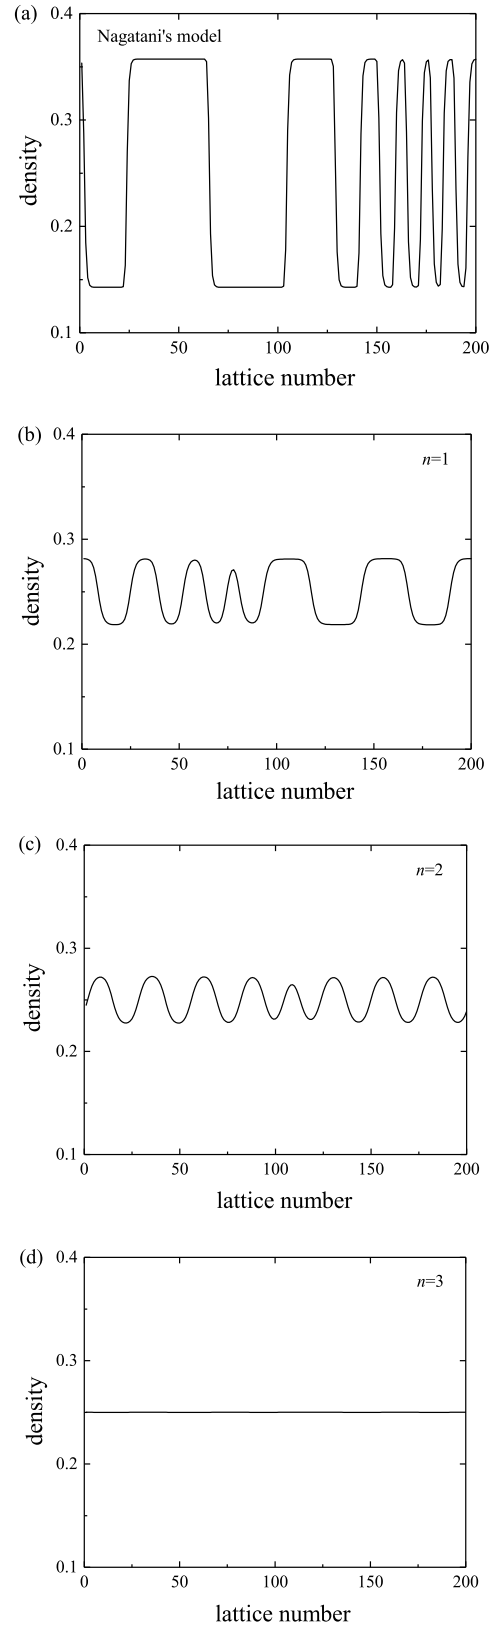 (a)
Nagatani's model
0.4
0.3
0.2
0.1
density
0 50 100 150 200
lattice number
(b)
n=1
0.4
0.3
0.2
0.1
density
0 50 100 150 200
lattice number
(c)
n=2
0.4
0.3
0.2
0.1
density
0 50 100 150 200
lattice number
(d)
n=3
0.4
0.3
0.2
0.1
density
0 50 100 150 200
lattice number